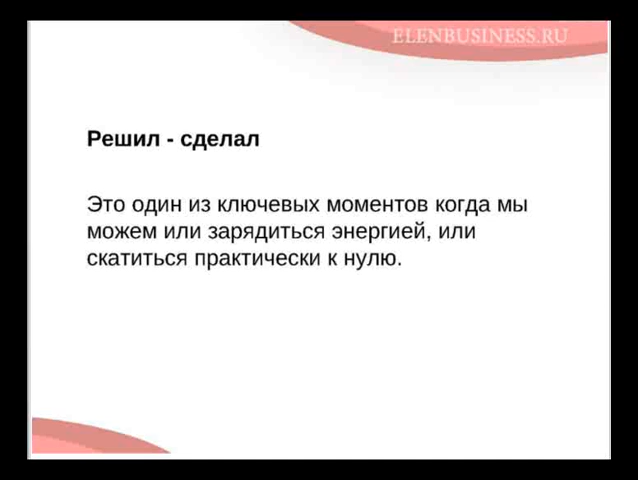 ELENBUSINESS.RU
Решил - сделал
Это один из ключевых моментов когда мы
можем или зарядиться энергией, или
скатиться практически к нулю.